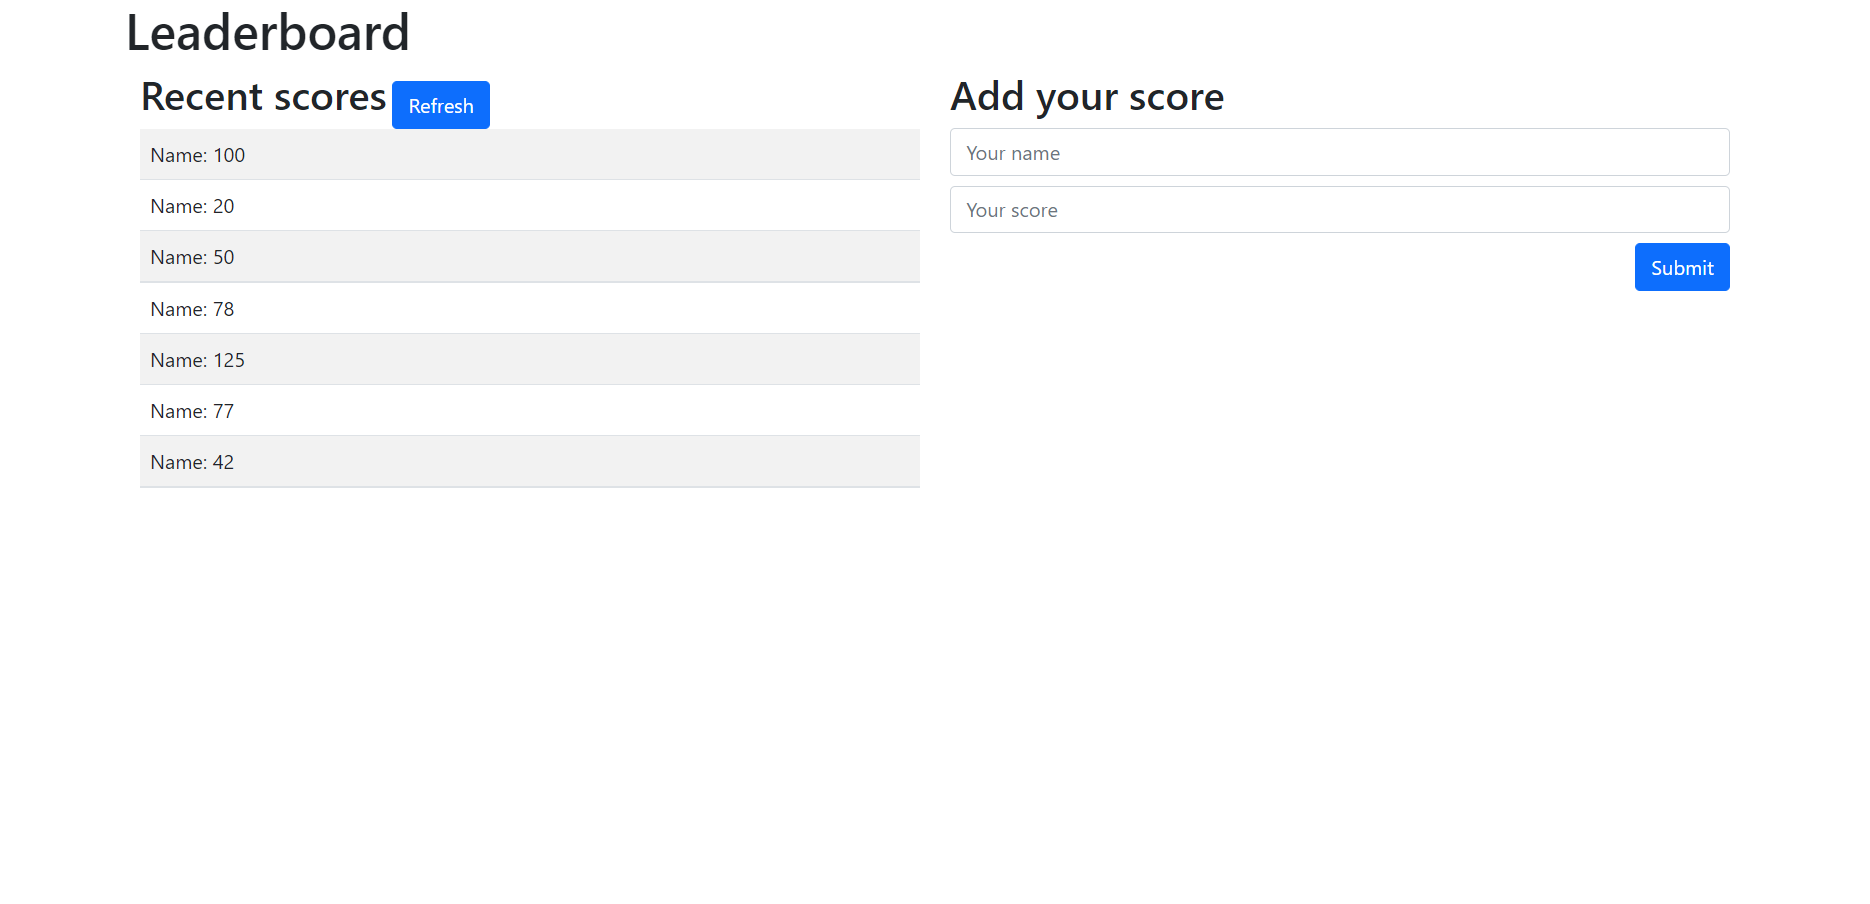 Leaderboard
Recent scores Refresh
Name: 100
Name: 20
Name: 50
Name: 78
Name: 125
Name: 77
Name: 42
Add your score
Your name
Your score
Submit